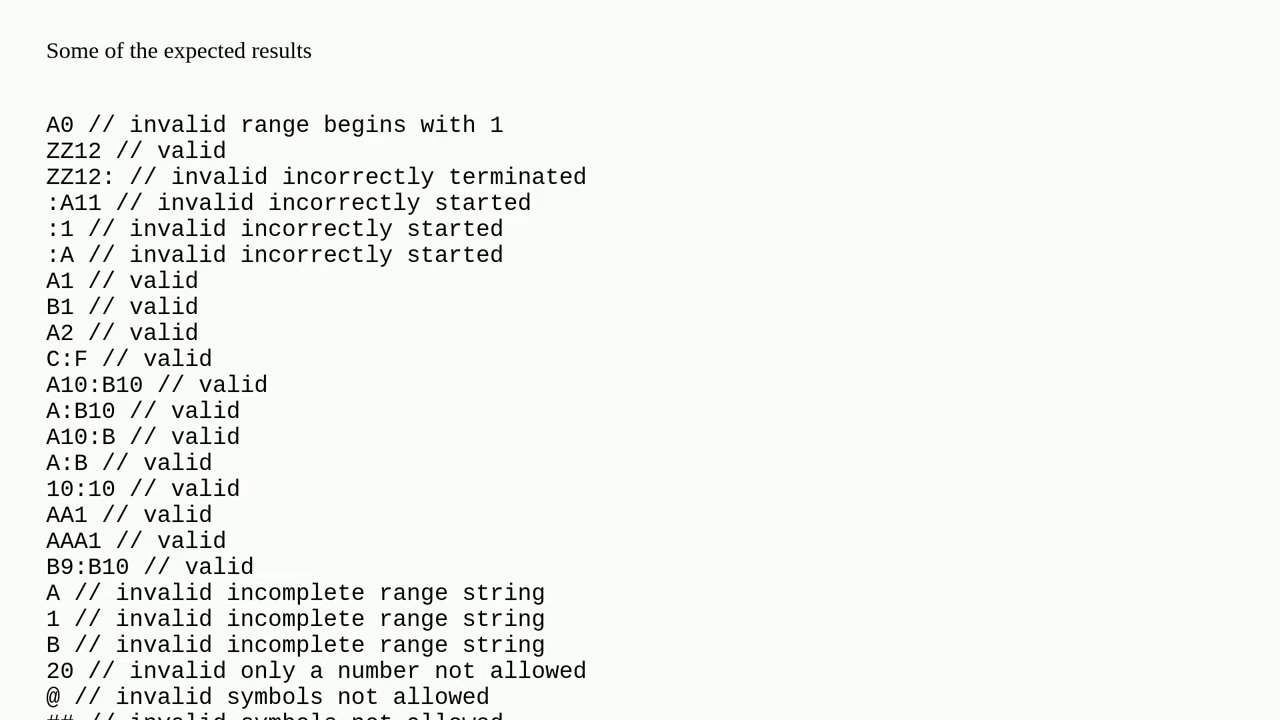 Some of the expected results
A0 // invalid range begins with 1
ZZ12 // valid
ZZ12: // invalid incorrectly terminated
:A11 // invalid incorrectly started
:1 // invalid incorrectly started
:A // invalid incorrectly started
A1 // valid
B1 // valid
A2 // valid
C:F // valid
A10:B10 // valid
A:B10 // valid
A10:B // valid
A:B // valid
10:10 // valid
AA1 // valid
AAA1 // valid
B9:B10 // valid
A // invalid incomplete range string
1 // invalid incomplete range string
B // invalid incomplete range string
20 // invalid only a number not allowed
@ // invalid symbols not allowed
## // invalid symbols not allowed